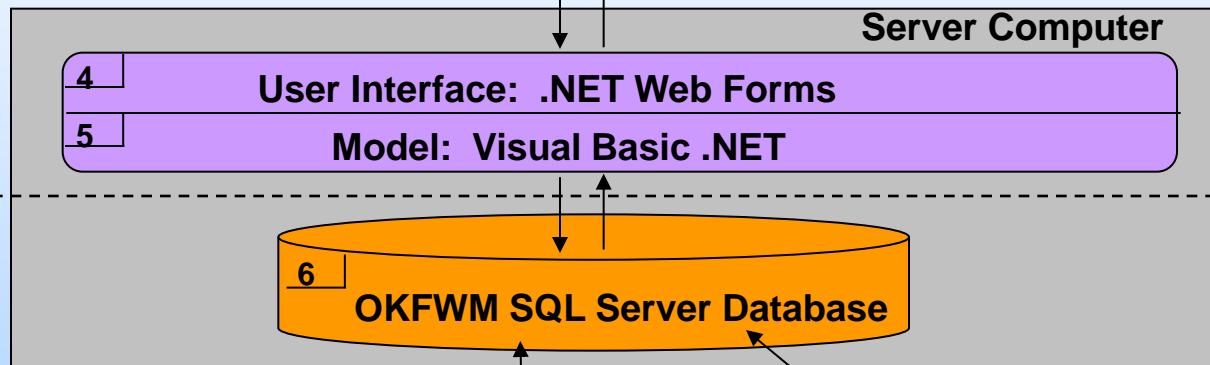 Server Computer
4
User Interface: .NET Web Forms
5
Model: Visual Basic .NET
6
OKFWM SQL Server Database